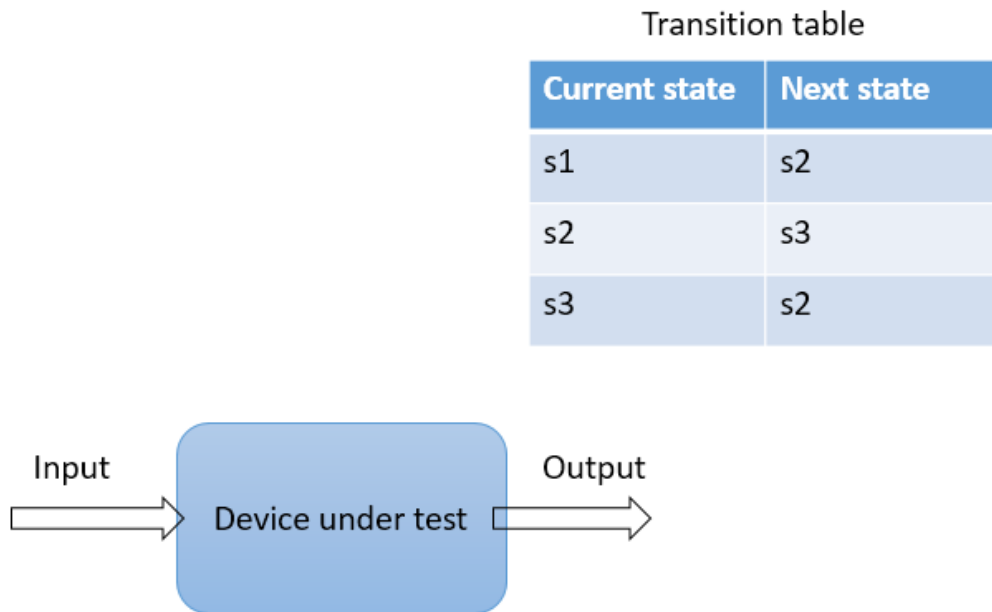 Transition table
Current state Next state
s1 s2
s2 s3
s3 s2
Input Output
Device under test